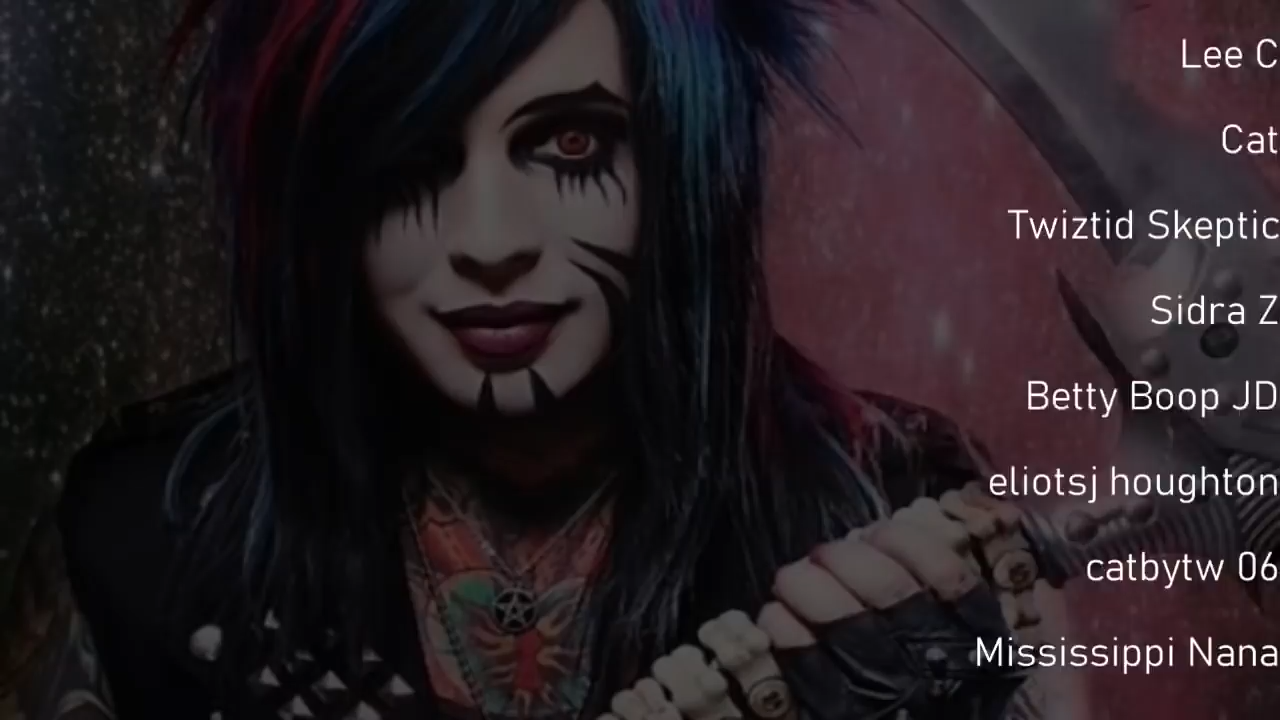 Lee C
Cat
Twiztid Skeptic
Sidra Z
Betty Boop JD
eliotsj houghton
catbytw 06
Mississippi Nana